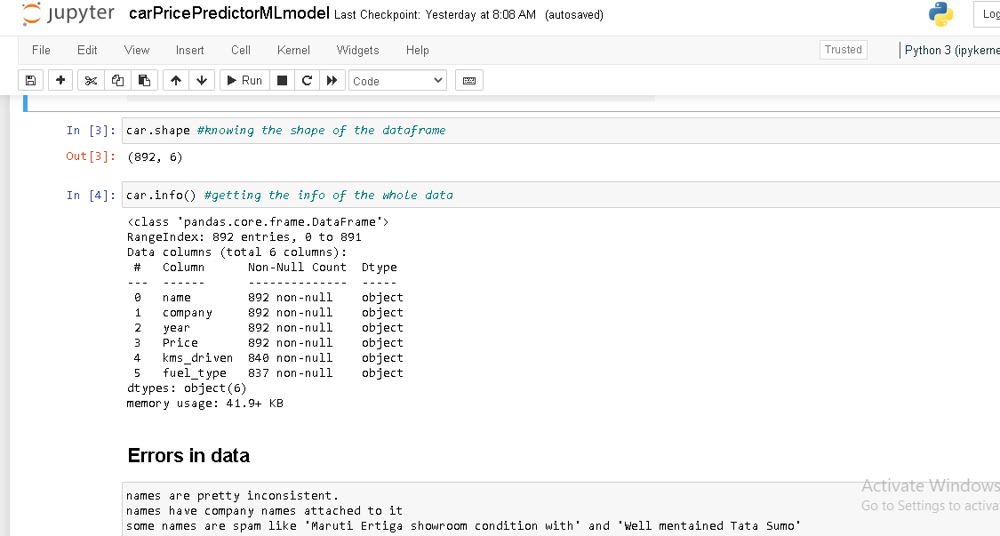 jupyter carPricePredictorMLmodel Last Checkpoint: Yesterday at 8:08 AM (autosaved)
File Edit View Insert Cell Kernel Widgets Help Trusted Python 3 (ipykerne
Run Code
In [3]: car.shape #knowing the shape of the dataframe
Out[3]: (892, 6)
In [4]: car.info() #getting the info of the whole data
<class 'pandas.core.frame.DataFrame'>
RangeIndex: 892 entries, 0 to 891
Data columns (total 6 columns):
# Column Non-Null Count Dtype
--- ------ -------------- -----
0 name 892 non-null object
1 company 892 non-null object
2 year 892 non-null object
3 Price 892 non-null object
4 kms_driven 840 non-null object
5 fuel_type 837 non-null object
dtypes: object(6)
memory usage: 41.9+ KB
Errors in data
names are pretty inconsistent.
names have company names attached to it
some names are spam like 'Maruti Ertiga showroom condition with' and 'Well mentained Tata Sumo'
Activate Windows
Go to Settings to activa